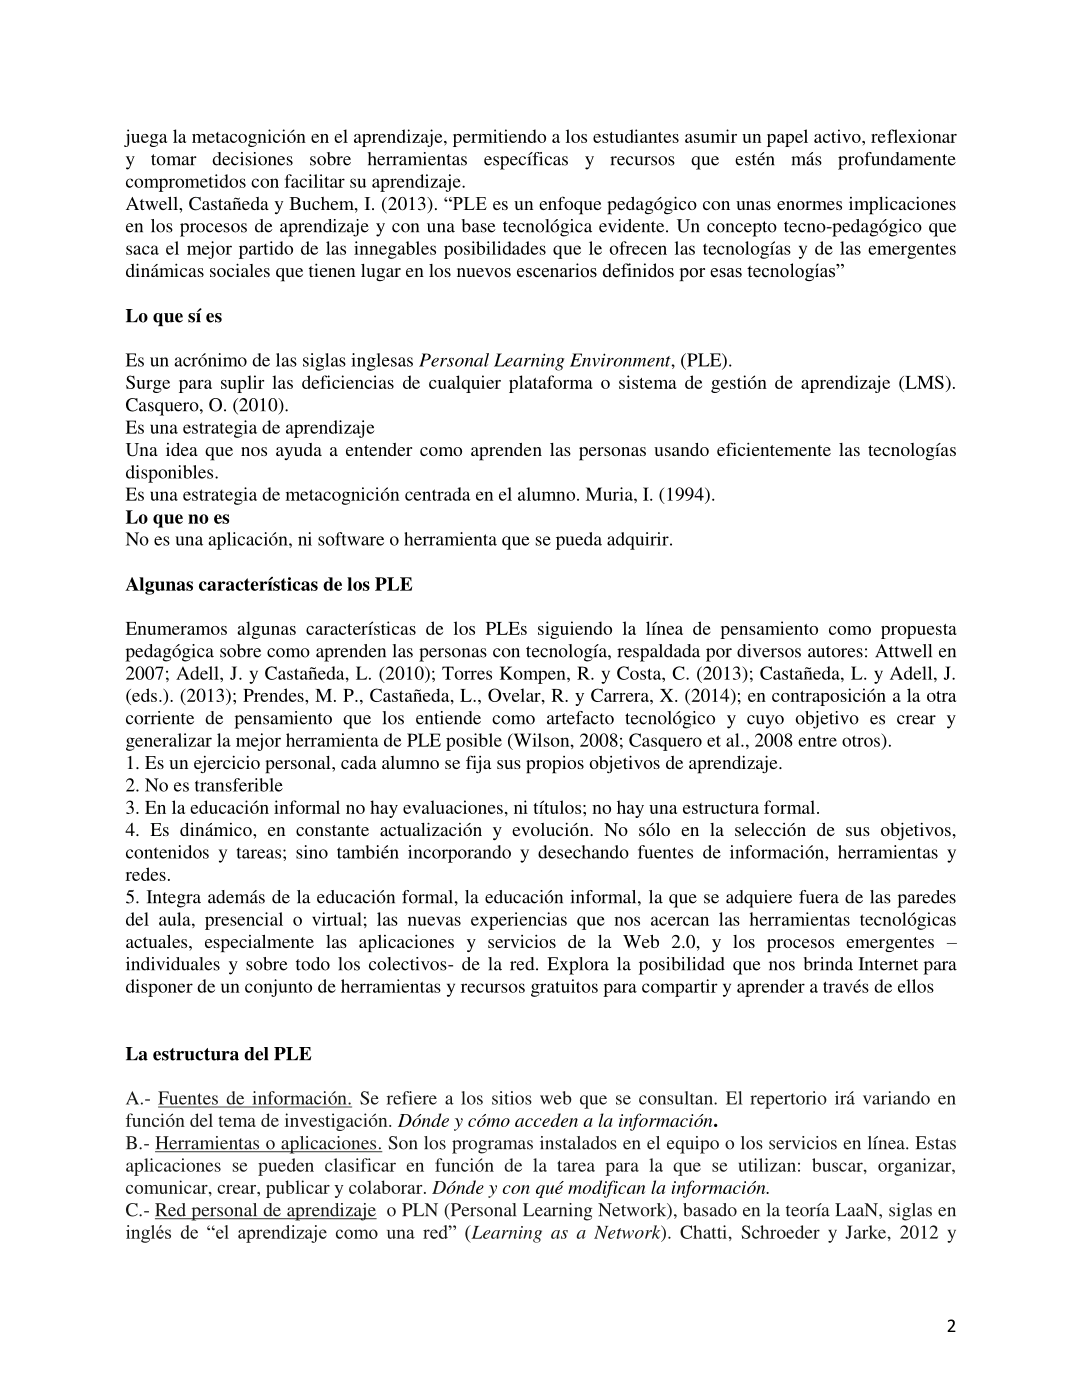 juega la metacognición en el aprendizaje, permitiendo a los estudiantes asumir un papel activo, reflexionar
y tomar decisiones sobre herramientas específicas y recursos que estén más profundamente
comprometidos con facilitar su aprendizaje.
Atwell, Castañeda y Buchem, I. (2013). “PLE es un enfoque pedagógico con unas enormes implicaciones
en los procesos de aprendizaje y con una base tecnológica evidente. Un concepto tecno-pedagógico que
saca el mejor partido de las innegables posibilidades que le ofrecen las tecnologías y de las emergentes
dinámicas sociales que tienen lugar en los nuevos escenarios definidos por esas tecnologías”
Lo que sí es
Es un acrónimo de las siglas inglesas Personal Learning Environment, (PLE).
Surge para suplir las deficiencias de cualquier plataforma o sistema de gestión de aprendizaje (LMS).
Casquero, O. (2010).
Es una estrategia de aprendizaje
Una idea que nos ayuda a entender como aprenden las personas usando eficientemente las tecnologías
disponibles.
Es una estrategia de metacognición centrada en el alumno. Muria, I. (1994).
Lo que no es
No es una aplicación, ni software o herramienta que se pueda adquirir.
Algunas características de los PLE
Enumeramos algunas características de los PLEs siguiendo la línea de pensamiento como propuesta
pedagógica sobre como aprenden las personas con tecnología, respaldada por diversos autores: Attwell en
2007; Adell, J. y Castañeda, L. (2010); Torres Kompen, R. y Costa, C. (2013); Castañeda, L. y Adell, J.
(eds.). (2013); Prendes, M. P., Castañeda, L., Ovelar, R. y Carrera, X. (2014); en contraposición a la otra
corriente de pensamiento que los entiende como artefacto tecnológico y cuyo objetivo es crear y
generalizar la mejor herramienta de PLE posible (Wilson, 2008; Casquero et al., 2008 entre otros).
1. Es un ejercicio personal, cada alumno se fija sus propios objetivos de aprendizaje.
2. No es transferible
3. En la educación informal no hay evaluaciones, ni títulos; no hay una estructura formal.
4. Es dinámico, en constante actualización y evolución. No sólo en la selección de sus objetivos,
contenidos y tareas; sino también incorporando y desechando fuentes de información, herramientas y
redes.
5. Integra además de la educación formal, la educación informal, la que se adquiere fuera de las paredes
del aula, presencial o virtual; las nuevas experiencias que nos acercan las herramientas tecnológicas
actuales, especialmente las aplicaciones y servicios de la Web 2.0, y los procesos emergentes –
individuales y sobre todo los colectivos- de la red. Explora la posibilidad que nos brinda Internet para
disponer de un conjunto de herramientas y recursos gratuitos para compartir y aprender a través de ellos
La estructura del PLE
A.- Fuentes de información. Se refiere a los sitios web que se consultan. El repertorio irá variando en
función del tema de investigación. Dónde y cómo acceden a la información.
B.- Herramientas o aplicaciones. Son los programas instalados en el equipo o los servicios en línea. Estas
aplicaciones se pueden clasificar en función de la tarea para la que se utilizan: buscar, organizar,
comunicar, crear, publicar y colaborar. Dónde y con qué modifican la información.
C.- Red personal de aprendizaje o PLN (Personal Learning Network), basado en la teoría LaaN, siglas en
inglés de “el aprendizaje como una red” (Learning as a Network). Chatti, Schroeder y Jarke, 2012 y
2